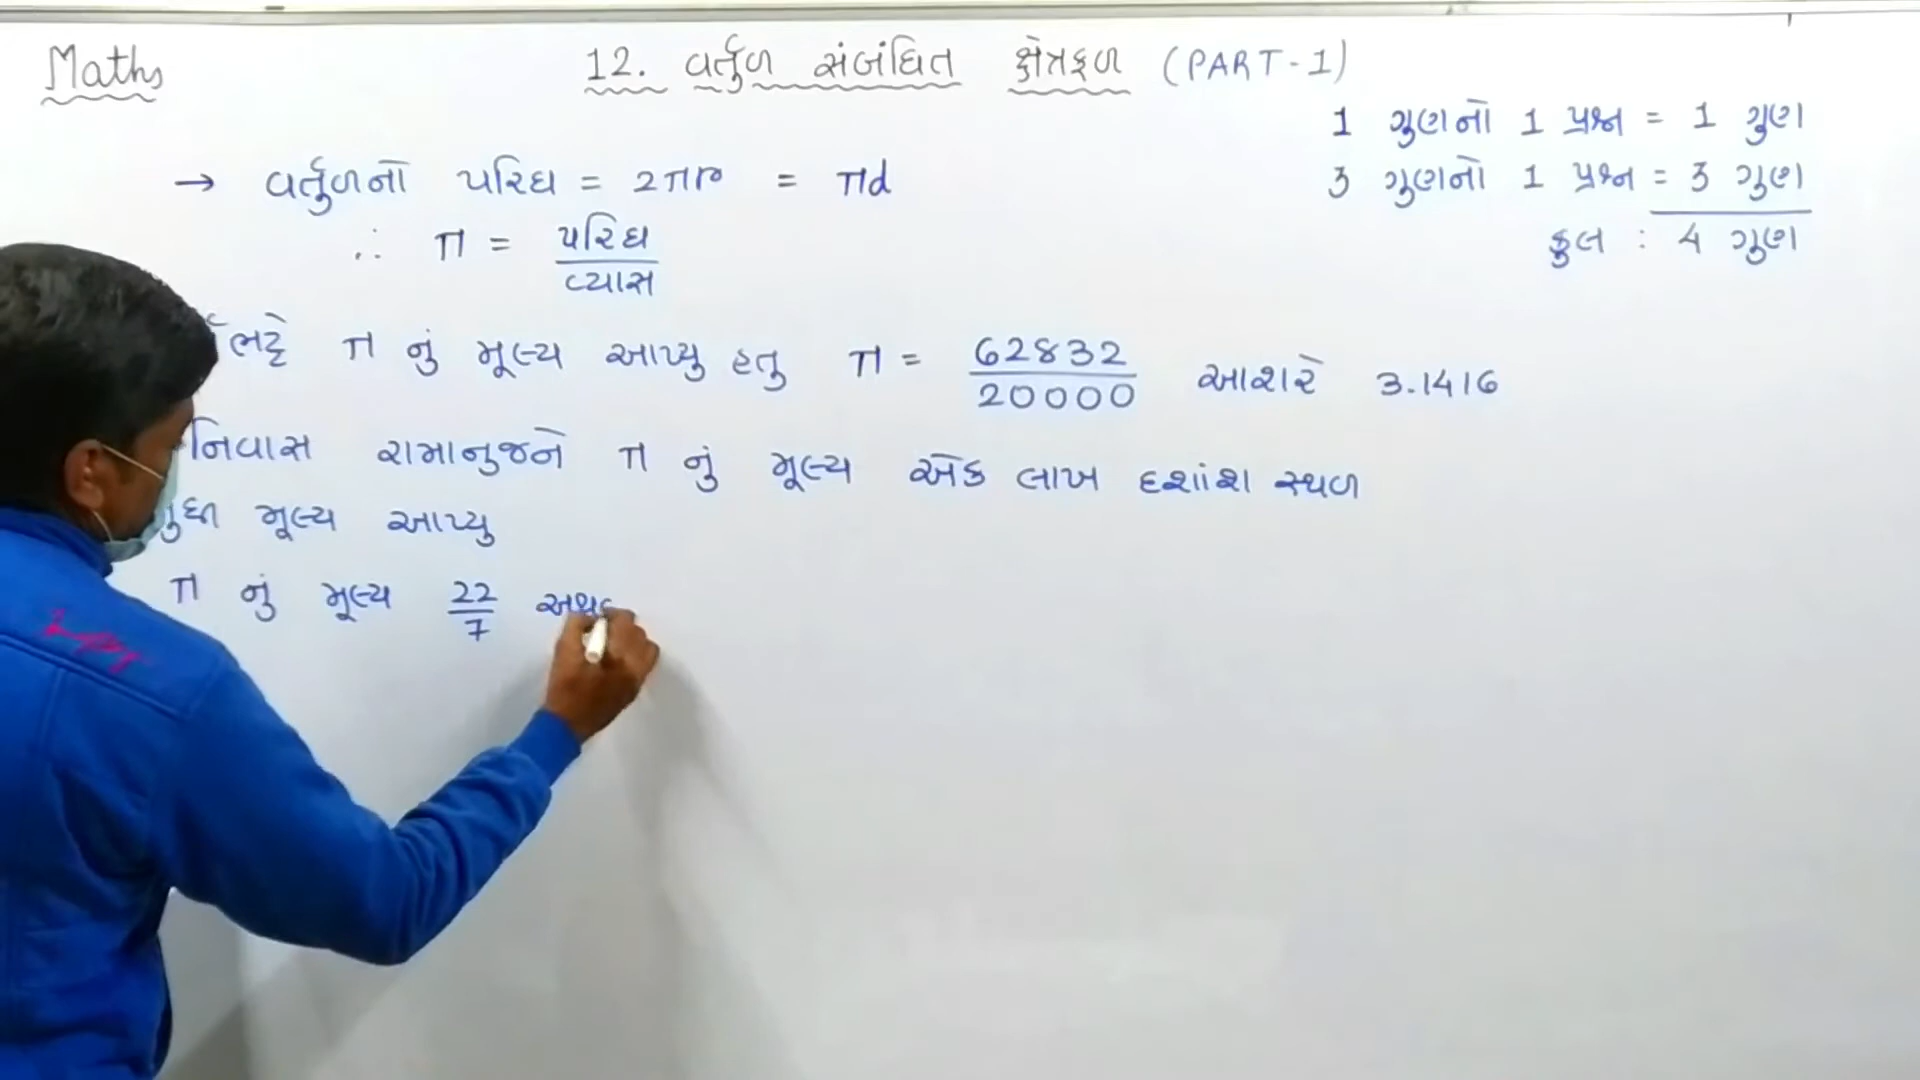 Maths
12. વર્તુળ સંબંધિત ક્ષેત્રફળ (PART-1)
1 ગુણનો 1 પ્રશ્ન = 1 ગુણ
3 ગુણનો 1 પ્રશ્ન = 3 ગુણ
કુલ : 4 ગુણ
→ વર્તુળનો પરિઘ = 2πr = πd
∴ π = પરિઘ / વ્યાસ
ભટ્ટે π નું મૂલ્ય આપ્યુ હતુ π = 62832 / 20000 આશરે 3.1416
નિવાસ રામાનુજને π નું મૂલ્ય એક લાખ દશાંશ સ્થળ
મૂલ્ય આપ્યુ
π નું મૂલ્ય 22 / 7